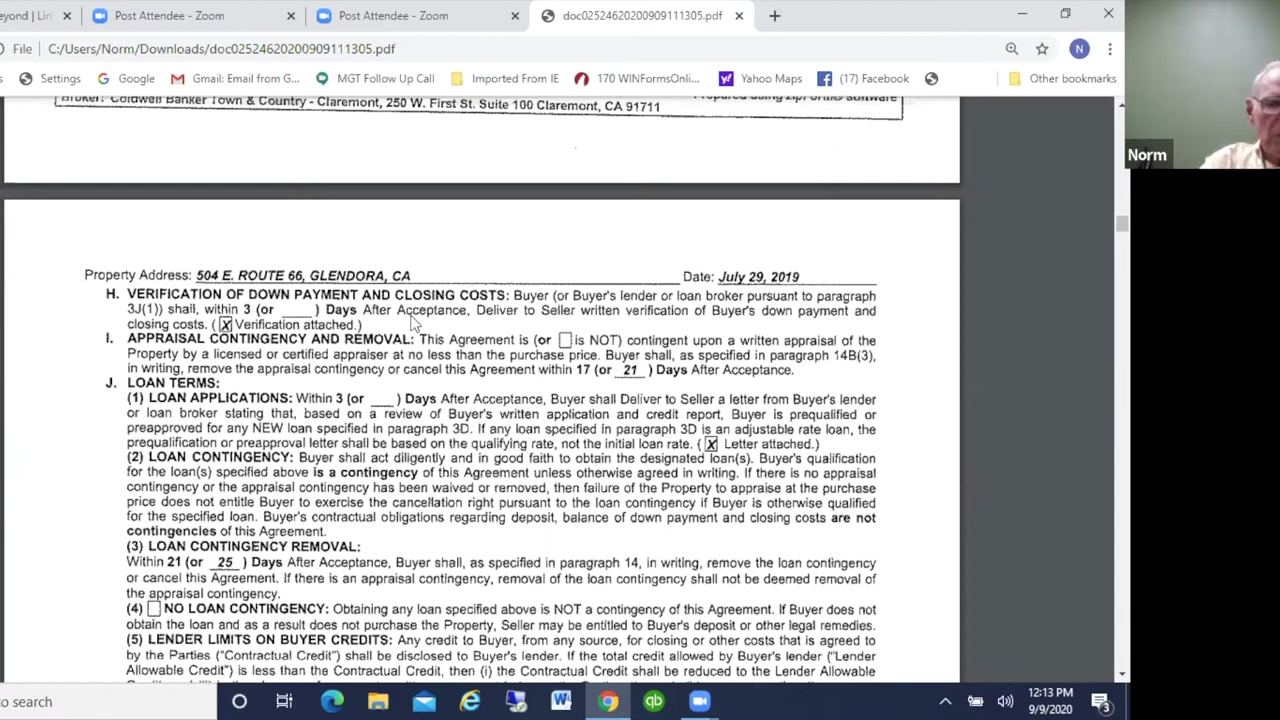 eyond | Lin
Post Attendee - Zoom
Post Attendee - Zoom
doc02524620200909111305.pdf
File
C:/Users/Norm/Downloads/doc02524620200909111305.pdf
N
Settings
Google
Gmail: Email from G...
MGT Follow Up Call
Imported From IE
170 WINFormsOnli...
Yahoo Maps
(17) Facebook
Other bookmarks
Broker: Coldwell Banker Town & Country - Claremont, 250 W. First St. Suite 100 Claremont, CA 91711
Prepared using zipForm® software
Norm
Property Address: 504 E. ROUTE 66, GLENDORA, CA Date: July 29, 2019
H. VERIFICATION OF DOWN PAYMENT AND CLOSING COSTS: Buyer (or Buyer's lender or loan broker pursuant to paragraph
3J(1)) shall, within 3 (or ____ ) Days After Acceptance, Deliver to Seller written verification of Buyer's down payment and
closing costs. ( X Verification attached.)
I. APPRAISAL CONTINGENCY AND REMOVAL: This Agreement is (or is NOT) contingent upon a written appraisal of the
Property by a licensed or certified appraiser at no less than the purchase price. Buyer shall, as specified in paragraph 14B(3),
in writing, remove the appraisal contingency or cancel this Agreement within 17 (or 21 ) Days After Acceptance.
J. LOAN TERMS:
(1) LOAN APPLICATIONS: Within 3 (or ___ ) Days After Acceptance, Buyer shall Deliver to Seller a letter from Buyer's lender
or loan broker stating that, based on a review of Buyer's written application and credit report, Buyer is prequalified or
preapproved for any NEW loan specified in paragraph 3D. If any loan specified in paragraph 3D is an adjustable rate loan, the
prequalification or preapproval letter shall be based on the qualifying rate, not the initial loan rate. ( X Letter attached.)
(2) LOAN CONTINGENCY: Buyer shall act diligently and in good faith to obtain the designated loan(s). Buyer's qualification
for the loan(s) specified above is a contingency of this Agreement unless otherwise agreed in writing. If there is no appraisal
contingency or the appraisal contingency has been waived or removed, then failure of the Property to appraise at the purchase
price does not entitle Buyer to exercise the cancellation right pursuant to the loan contingency if Buyer is otherwise qualified
for the specified loan. Buyer's contractual obligations regarding deposit, balance of down payment and closing costs are not
contingencies of this Agreement.
(3) LOAN CONTINGENCY REMOVAL:
Within 21 (or 25 ) Days After Acceptance, Buyer shall, as specified in paragraph 14, in writing, remove the loan contingency
or cancel this Agreement. If there is an appraisal contingency, removal of the loan contingency shall not be deemed removal of
the appraisal contingency.
(4) NO LOAN CONTINGENCY: Obtaining any loan specified above is NOT a contingency of this Agreement. If Buyer does not
obtain the loan and as a result does not purchase the Property, Seller may be entitled to Buyer's deposit or other legal remedies.
(5) LENDER LIMITS ON BUYER CREDITS: Any credit to Buyer, from any source, for closing or other costs that is agreed to
by the Parties ("Contractual Credit") shall be disclosed to Buyer's lender. If the total credit allowed by Buyer's lender ("Lender
Allowable Credit") is less than the Contractual Credit, then (i) the Contractual Credit shall be reduced to the Lender Allowable
to search
12:13 PM
9/9/2020
3